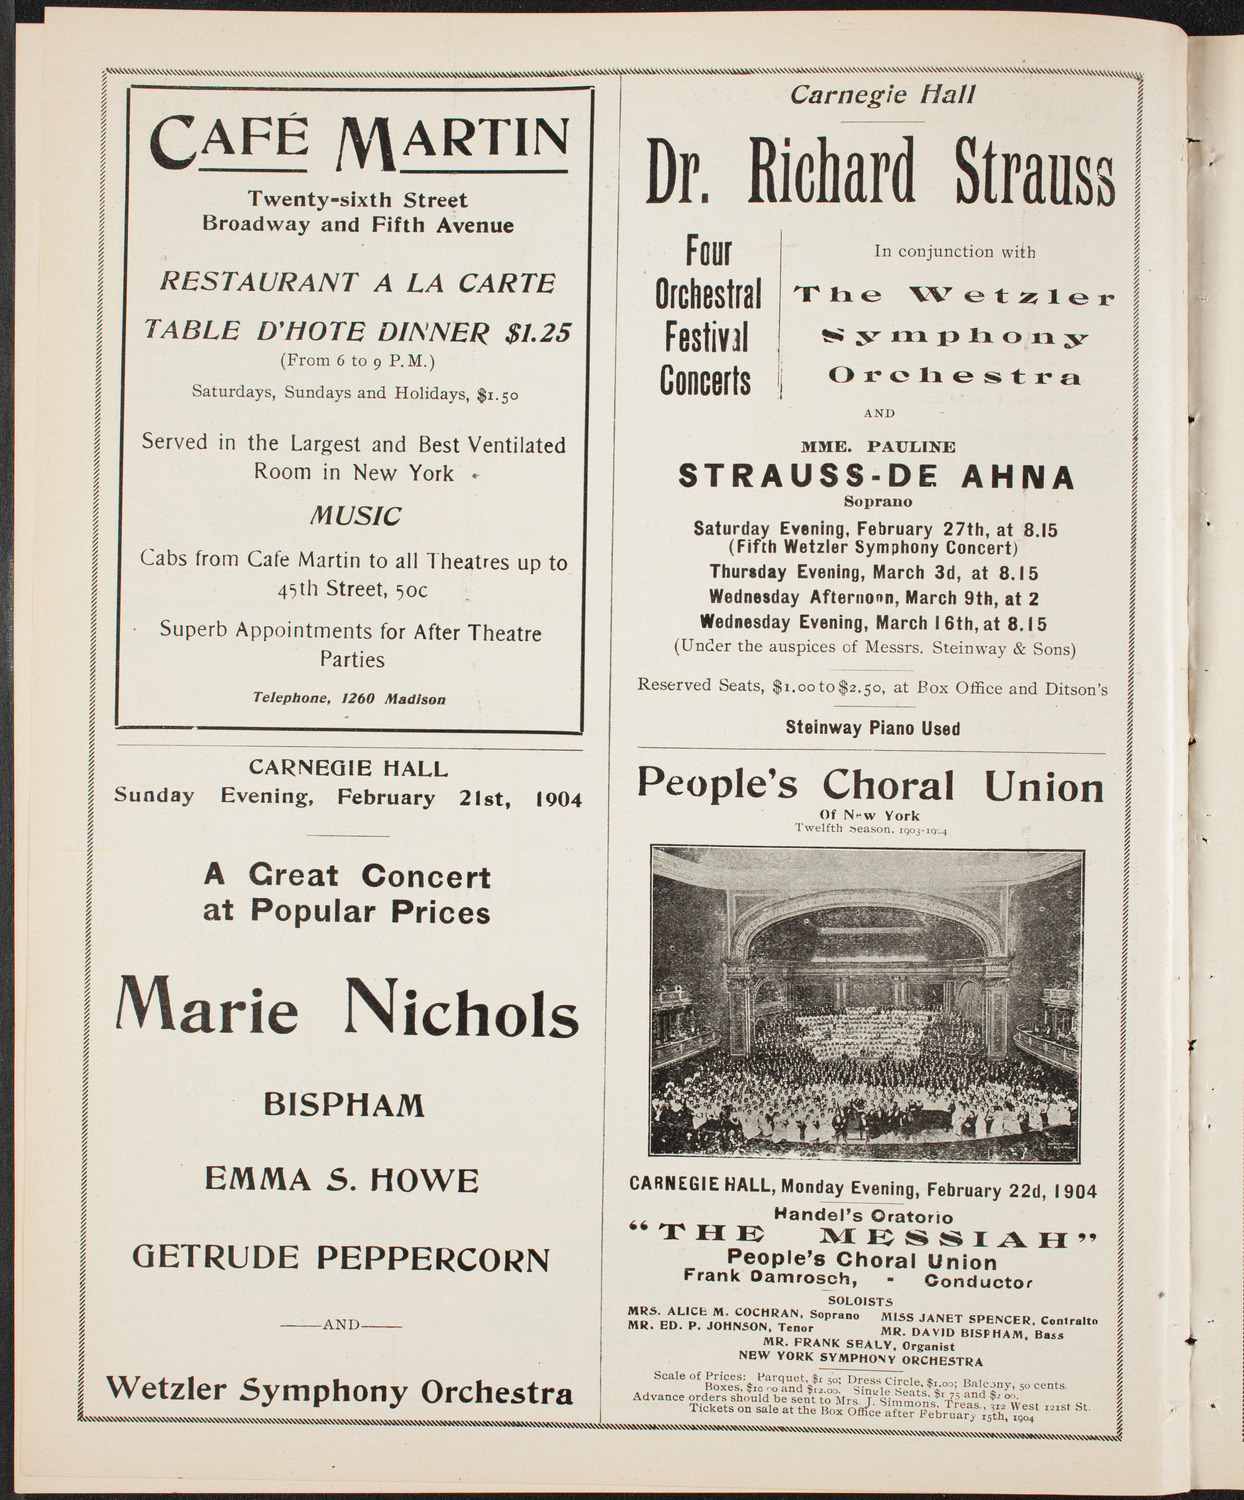 CAFÉ MARTIN
Twenty-sixth Street
Broadway and Fifth Avenue
RESTAURANT A LA CARTE
TABLE D'HOTE DINNER $1.25
(From 6 to 9 P.M.)
Saturdays, Sundays and Holidays, $1.50
Served in the Largest and Best Ventilated
Room in New York
MUSIC
Cabs from Cafe Martin to all Theatres up to
45th Street, 50c
Superb Appointments for After Theatre
Parties
Telephone, 1260 Madison
CARNEGIE HALL
Sunday Evening, February 21st, 1904
A Great Concert
at Popular Prices
Marie Nichols
BISPHAM
EMMA S. HOWE
GETRUDE PEPPERCORN
—AND—
Wetzler Symphony Orchestra
Carnegie Hall
Dr. Richard Strauss
Four
Orchestral
Festival
Concerts
In conjunction with
The Wetzler
Symphony
Orchestra
AND
MME. PAULINE
STRAUSS-DE AHNA
Soprano
Saturday Evening, February 27th, at 8.15
(Fifth Wetzler Symphony Concert)
Thursday Evening, March 3d, at 8.15
Wednesday Afternoon, March 9th, at 2
Wednesday Evening, March 16th, at 8.15
(Under the auspices of Messrs. Steinway & Sons)
Reserved Seats, $1.00 to $2.50, at Box Office and Ditson's
Steinway Piano Used
People's Choral Union
Of New York
Twelfth Season, 1903-1904
CARNEGIE HALL, Monday Evening, February 22d, 1904
Handel's Oratorio
"THE MESSIAH"
People's Choral Union
Frank Damrosch, - Conductor
SOLOISTS
MRS. ALICE M. COCHRAN, Soprano MISS JANET SPENCER, Contralto
MR. ED. P. JOHNSON, Tenor MR. DAVID BISPHAM, Bass
MR. FRANK SEALY, Organist
NEW YORK SYMPHONY ORCHESTRA
Scale of Prices: Parquet, $1 50; Dress Circle, $1.00; Balcony, 50 cents.
Boxes, $10 00 and $12.00. Single Seats, $1 75 and $2 00.
Advance orders should be sent to Mrs. J. Simmons, Treas., 312 West 121st St.
Tickets on sale at the Box Office after February 15th, 1904